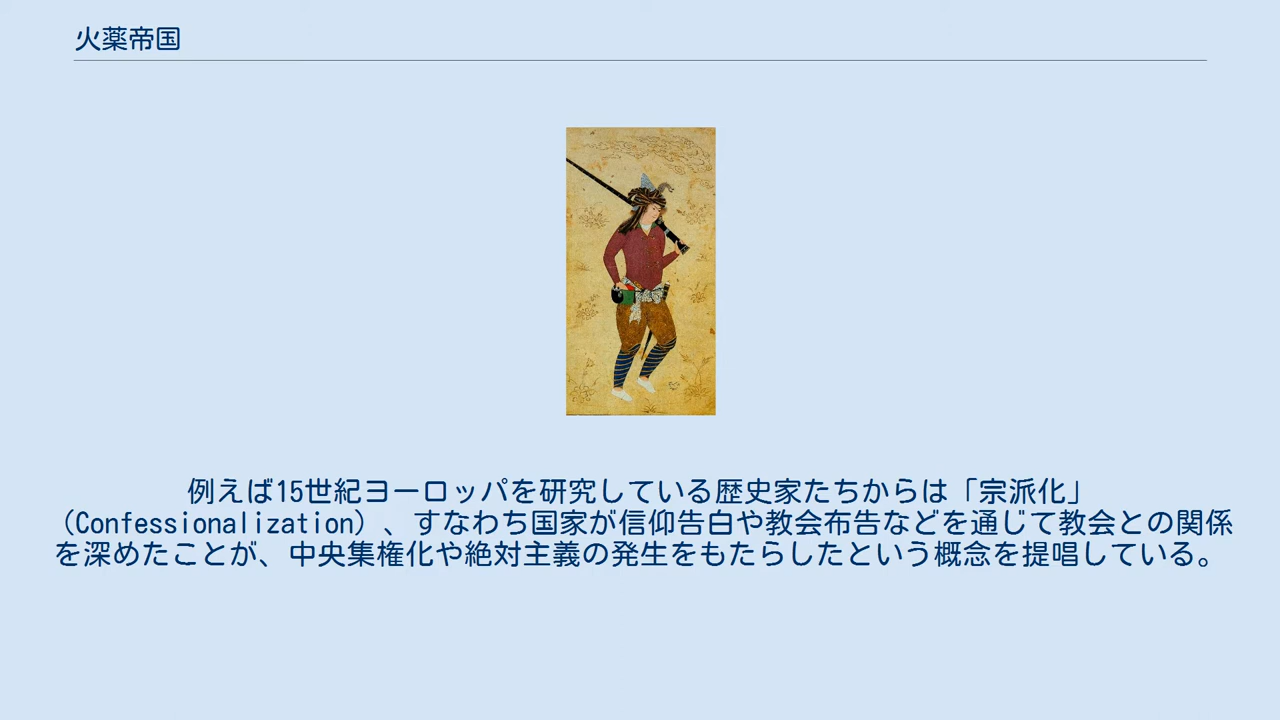 火薬帝国
例えば15世紀ヨーロッパを研究している歴史家たちからは「宗派化」
（Confessionalization）、すなわち国家が信仰告白や教会布告などを通じて教会との関係
を深めたことが、中央集権化や絶対主義の発生をもたらしたという概念を提唱している。